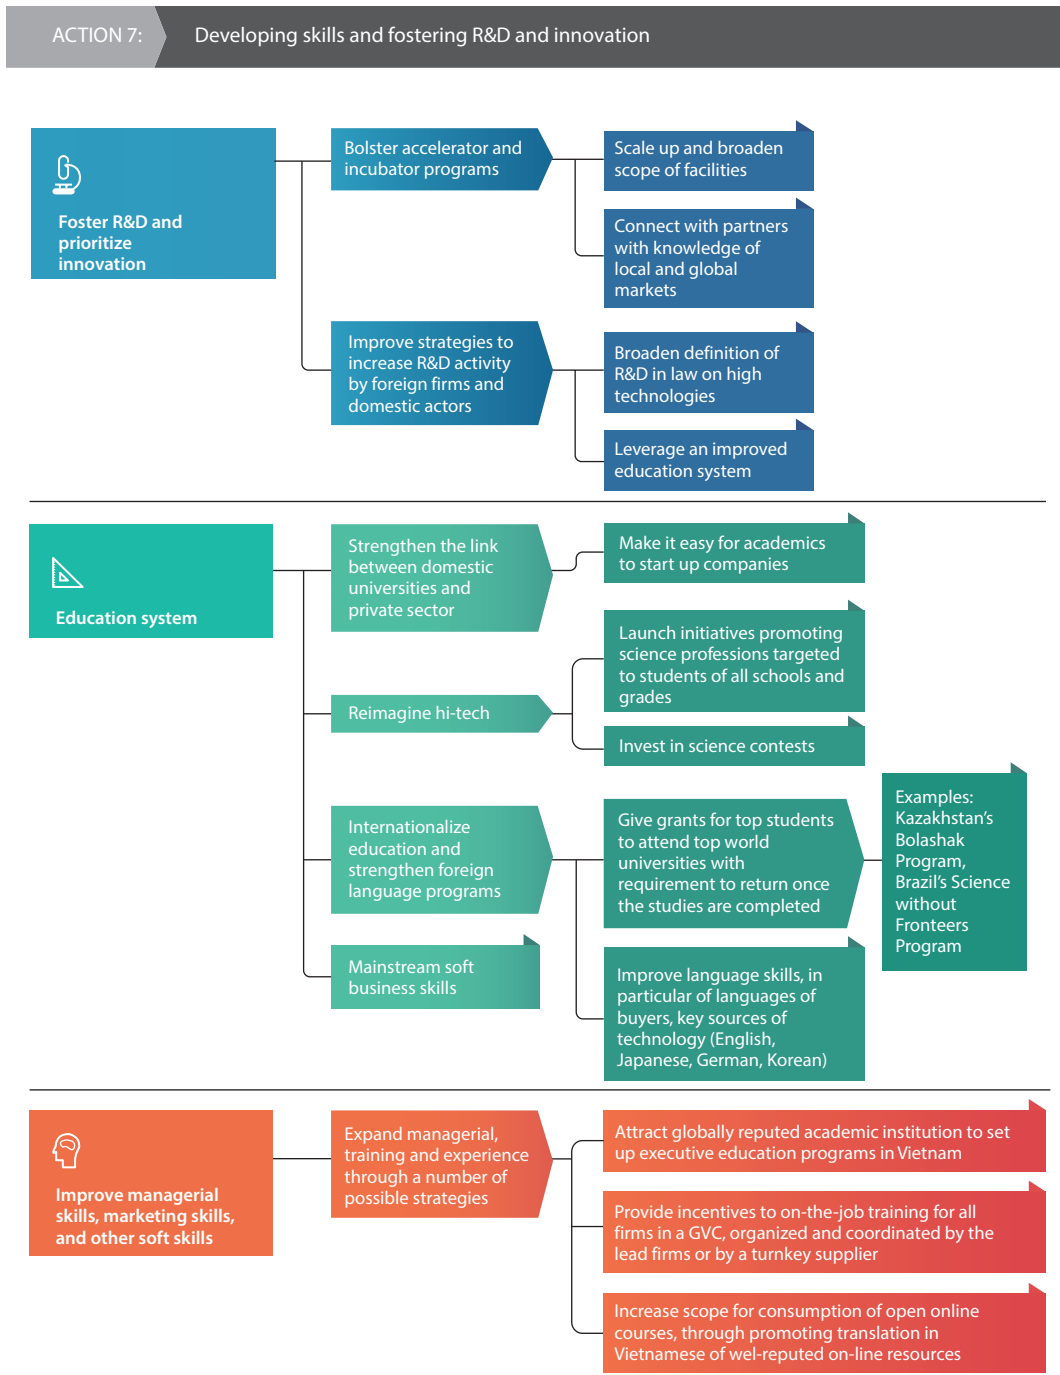 ACTION 7:
Developing skills and fostering R&D and innovation
Foster R&D and
prioritize
innovation
Bolster accelerator and
incubator programs
Scale up and broaden
scope of facilities
Connect with partners
with knowledge of
local and global
markets
Improve strategies to
increase R&D activity
by foreign firms and
domestic actors
Broaden definition of
R&D in law on high
technologies
Leverage an improved
education system
Education system
Strengthen the link
between domestic
universities and
private sector
Make it easy for academics
to start up companies
Reimagine hi-tech
Launch initiatives promoting
science professions targeted
to students of all schools and
grades
Invest in science contests
Internationalize
education and
strengthen foreign
language programs
Give grants for top students
to attend top world
universities with
requirement to return once
the studies are completed
Examples:
Kazakhstan's
Bolashak
Program,
Brazil's Science
without
Fronteers
Program
Improve language skills, in
particular of languages of
buyers, key sources of
technology (English,
Japanese, German, Korean)
Mainstream soft
business skills
Improve managerial
skills, marketing skills,
and other soft skills
Expand managerial,
training and experience
through a number of
possible strategies
Attract globally reputed academic institution to set
up executive education programs in Vietnam
Provide incentives to on-the-job training for all
firms in a GVC, organized and coordinated by the
lead firms or by a turnkey supplier
Increase scope for consumption of open online
courses, through promoting translation in
Vietnamese of wel-reputed on-line resources